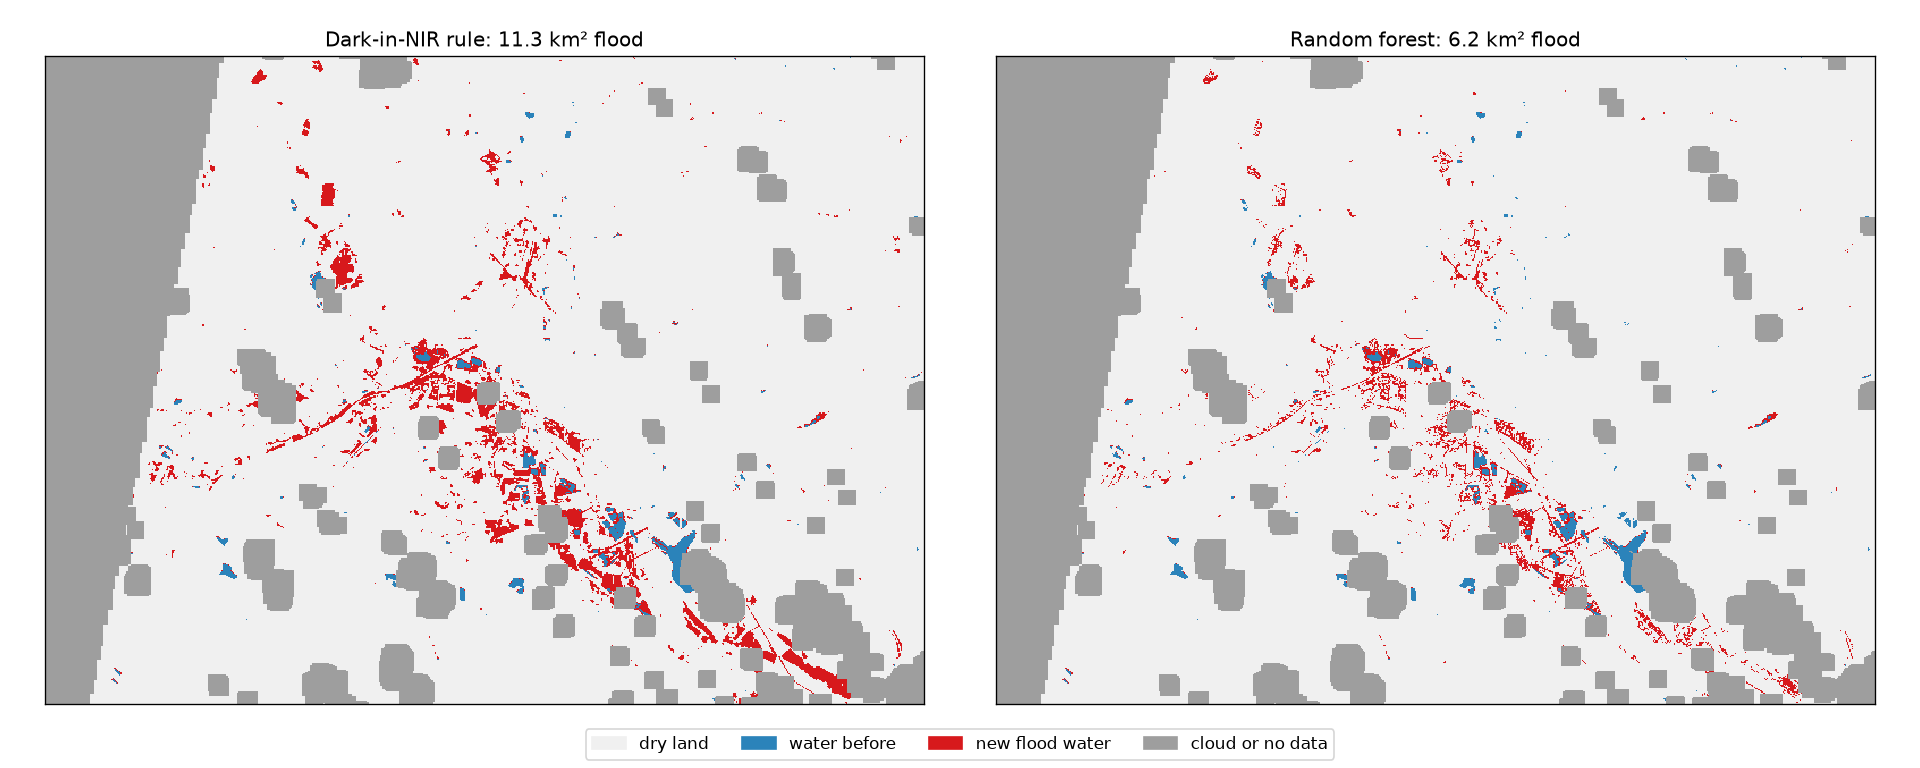 Dark-in-NIR rule: 11.3 km² flood
Random forest: 6.2 km² flood
dry land
water before
new flood water
cloud or no data